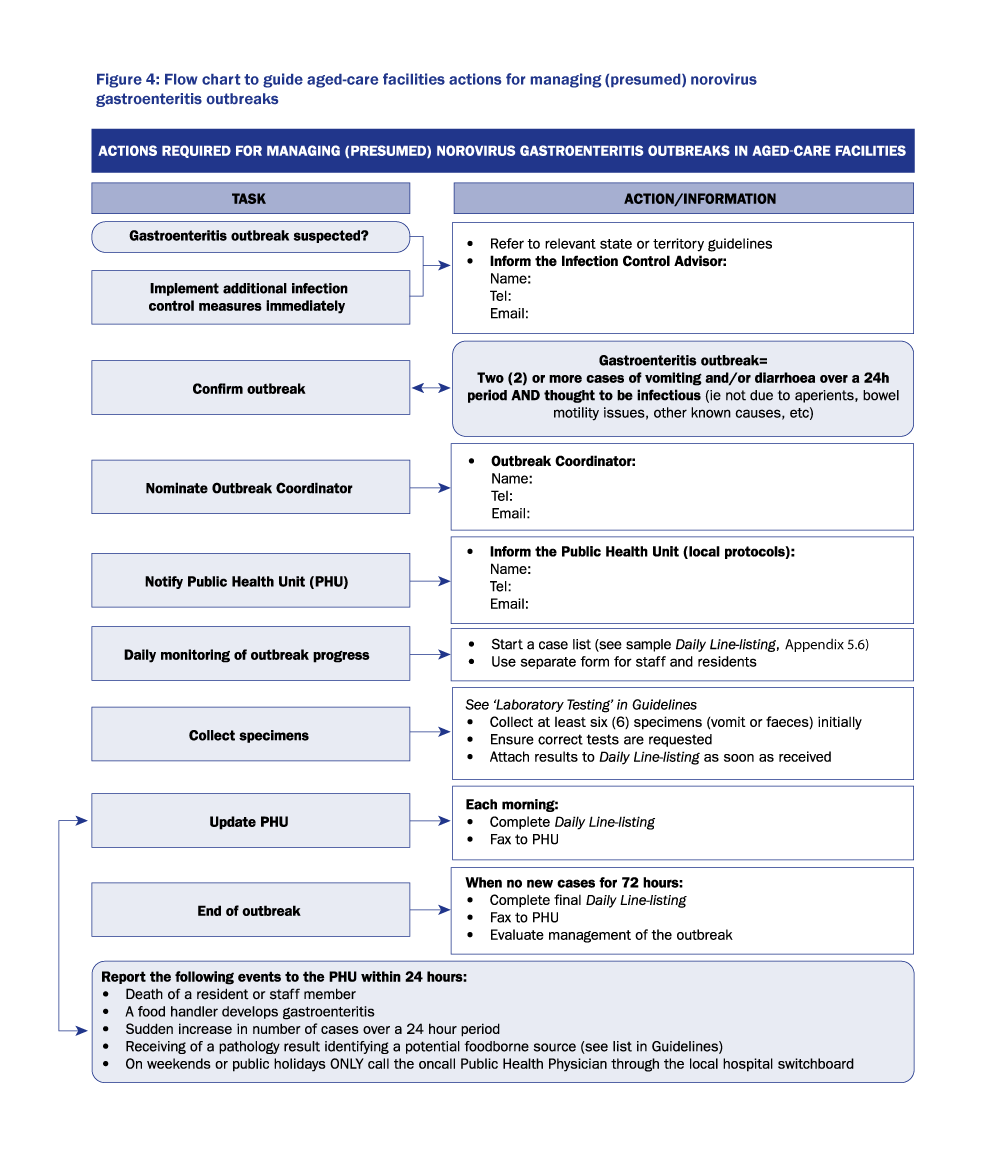 Figure 4: Flow chart to guide aged-care facilities actions for managing (presumed) norovirus
gastroenteritis outbreaks
ACTIONS REQUIRED FOR MANAGING (PRESUMED) NOROVIRUS GASTROENTERITIS OUTBREAKS IN AGED-CARE FACILITIES
TASK
ACTION/INFORMATION
Gastroenteritis outbreak suspected?
Implement additional infection
control measures immediately
• Refer to relevant state or territory guidelines
• Inform the Infection Control Advisor:
Name:
Tel:
Email:
Confirm outbreak
Gastroenteritis outbreak=
Two (2) or more cases of vomiting and/or diarrhoea over a 24h
period AND thought to be infectious (ie not due to aperients, bowel
motility issues, other known causes, etc)
Nominate Outbreak Coordinator
• Outbreak Coordinator:
Name:
Tel:
Email:
Notify Public Health Unit (PHU)
• Inform the Public Health Unit (local protocols):
Name:
Tel:
Email:
Daily monitoring of outbreak progress
• Start a case list (see sample Daily Line-listing, Appendix 5.6)
• Use separate form for staff and residents
Collect specimens
See ‘Laboratory Testing’ in Guidelines
• Collect at least six (6) specimens (vomit or faeces) initially
• Ensure correct tests are requested
• Attach results to Daily Line-listing as soon as received
Update PHU
Each morning:
• Complete Daily Line-listing
• Fax to PHU
End of outbreak
When no new cases for 72 hours:
• Complete final Daily Line-listing
• Fax to PHU
• Evaluate management of the outbreak
Report the following events to the PHU within 24 hours:
• Death of a resident or staff member
• A food handler develops gastroenteritis
• Sudden increase in number of cases over a 24 hour period
• Receiving of a pathology result identifying a potential foodborne source (see list in Guidelines)
• On weekends or public holidays ONLY call the oncall Public Health Physician through the local hospital switchboard